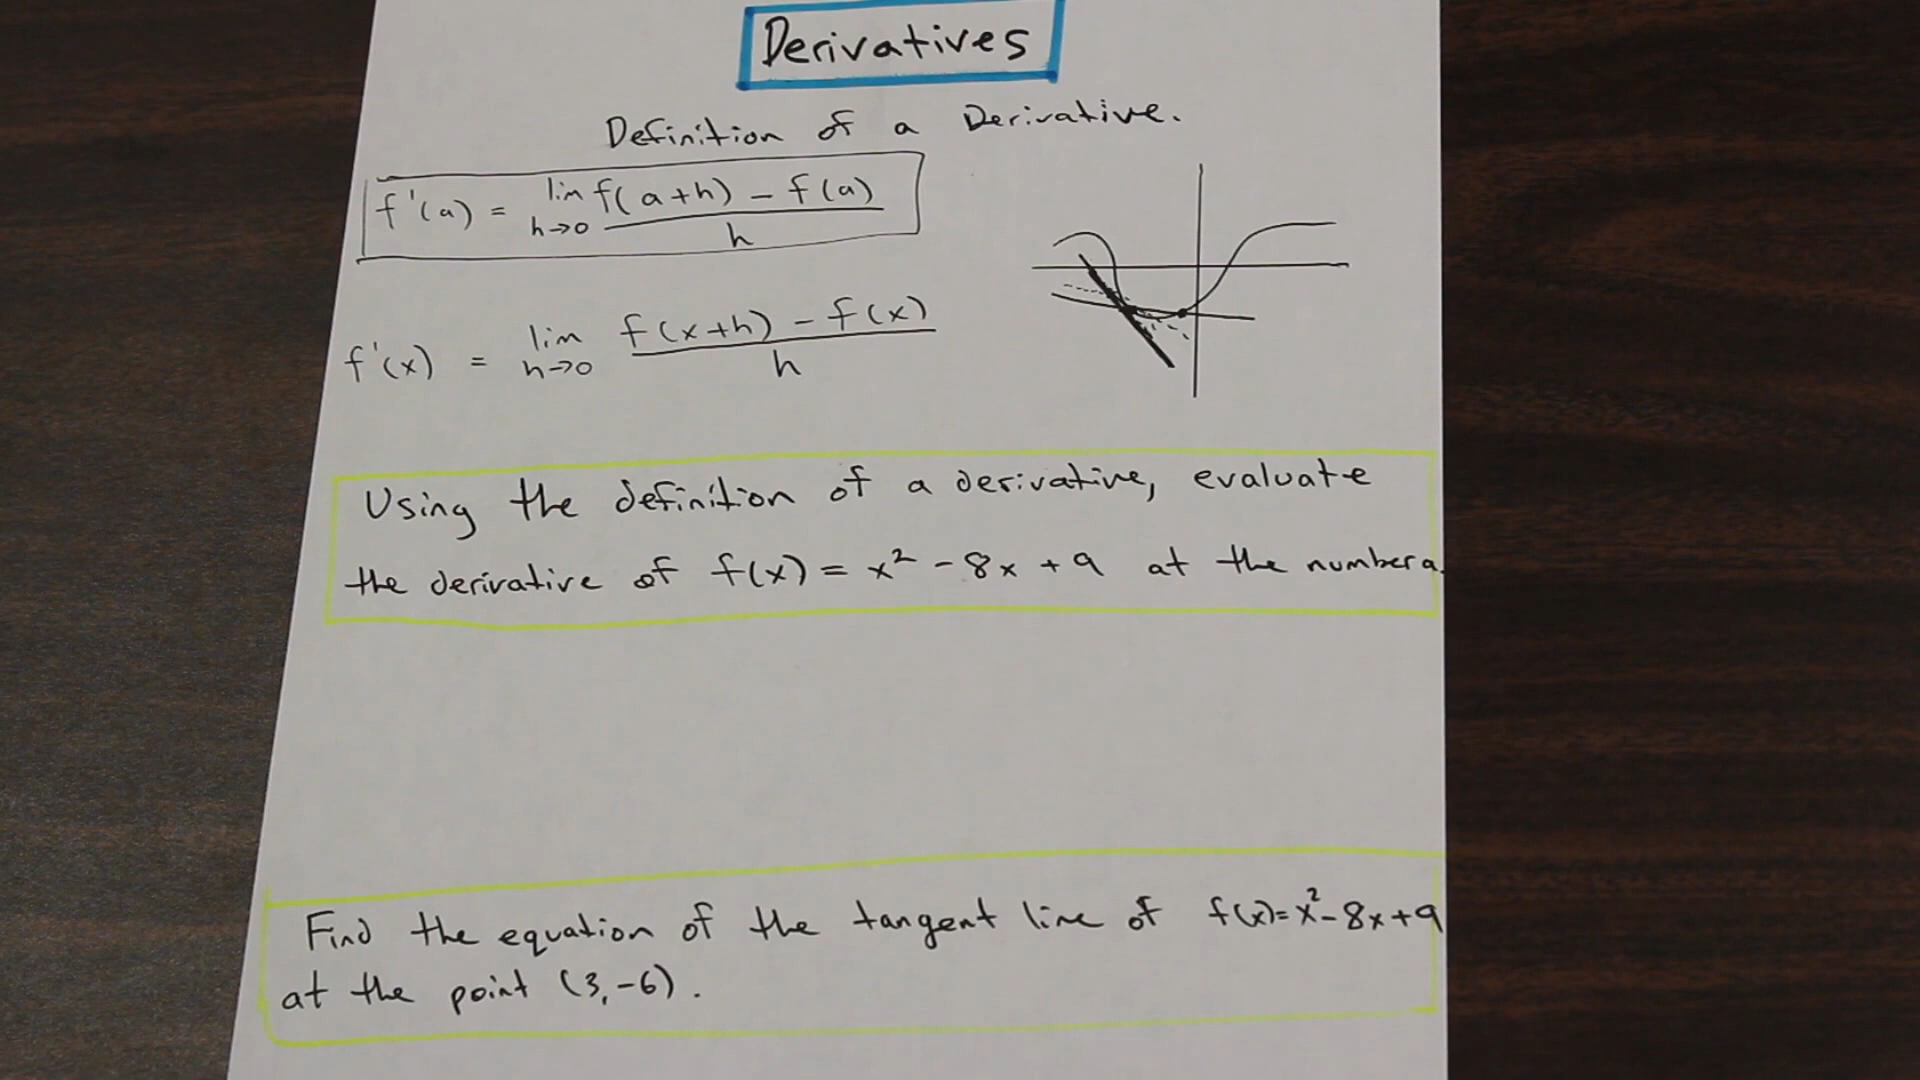 Derivatives
Definition of a Derivative.
f'(a) = lim h→0 f(a+h) - f(a) / h
f'(x) = lim h→0 f(x+h) - f(x) / h
Using the definition of a derivative, evaluate
the derivative of f(x) = x² - 8x + 9 at the number a.
Find the equation of the tangent line of f(x)= x² - 8x + 9
at the point (3, -6).